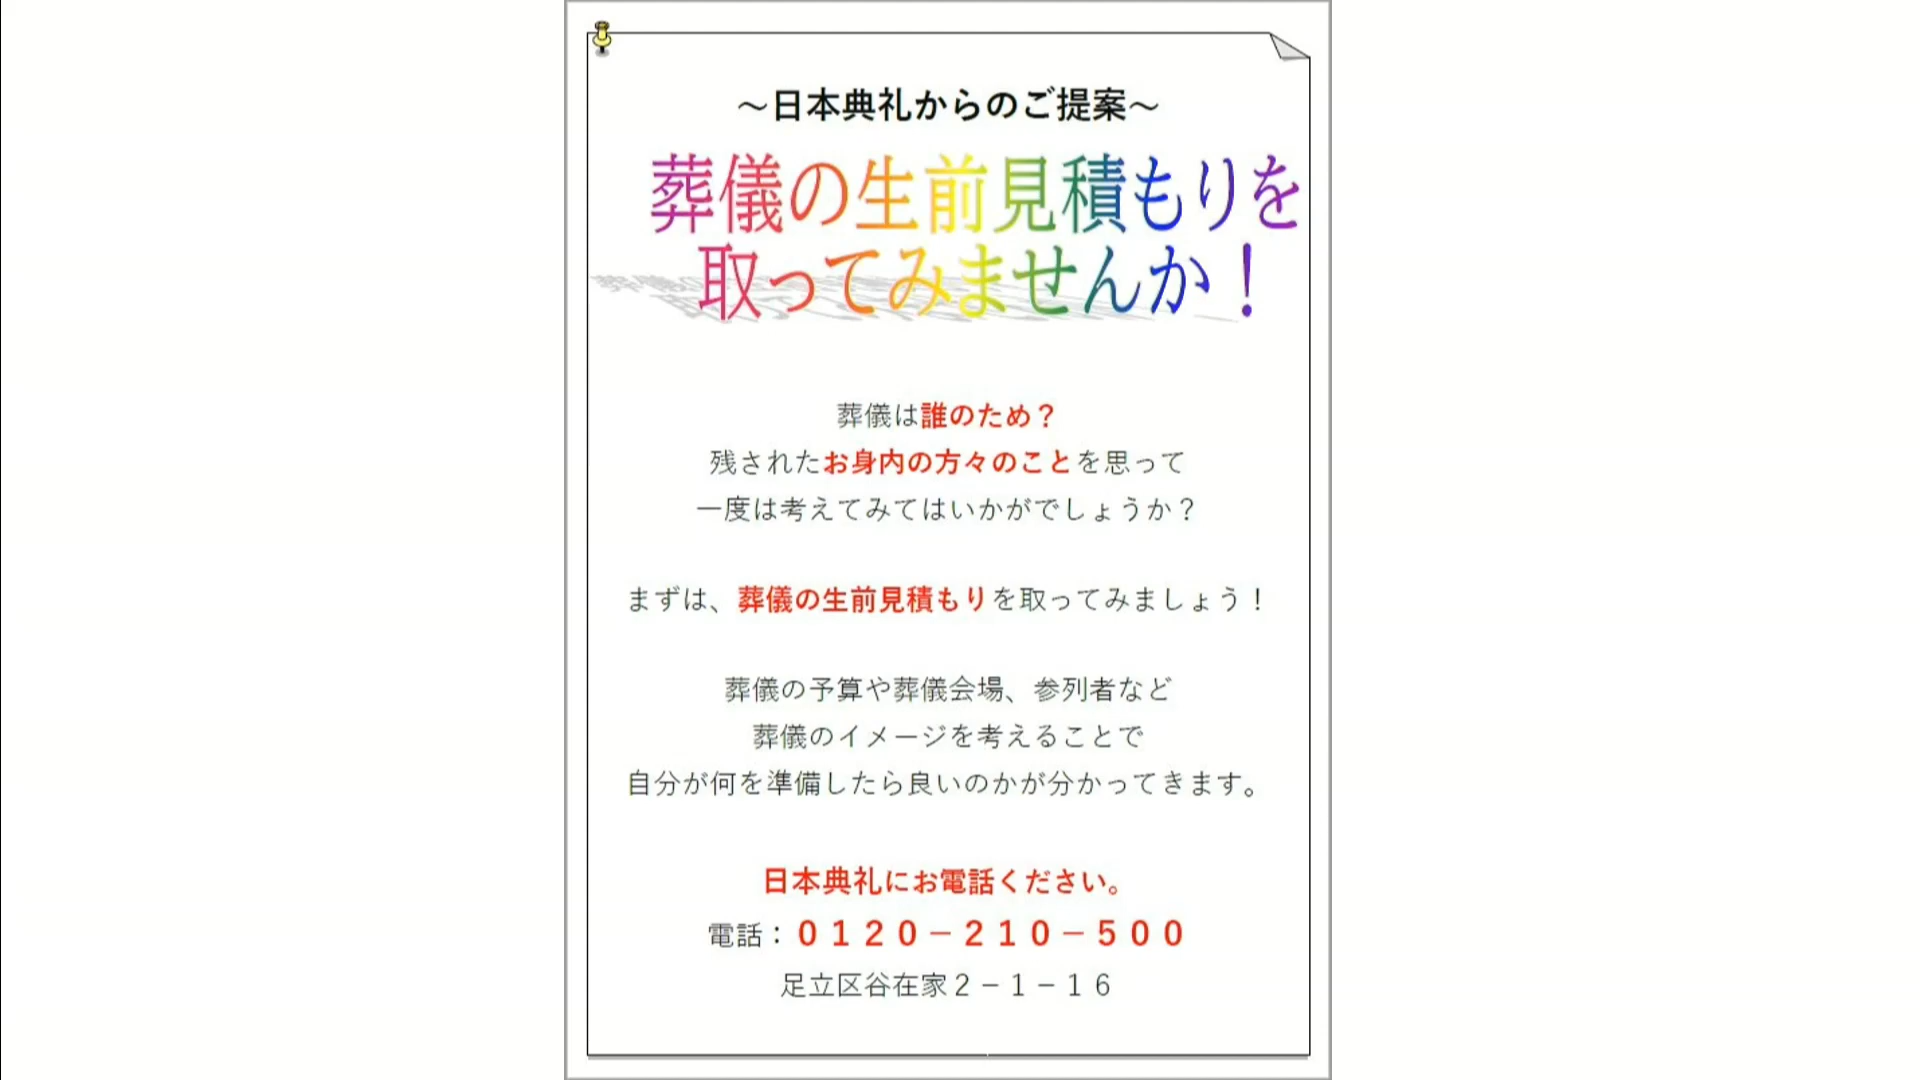 ～日本典礼からのご提案～
葬儀の生前見積もりを
取ってみませんか！
葬儀は誰のため？
残されたお身内の方々のことを思って
一度は考えてみてはいかがでしょうか？
まずは、葬儀の生前見積もりを取ってみましょう！
葬儀の予算や葬儀会場、参列者など
葬儀のイメージを考えることで
自分が何を準備したら良いのかが分かってきます。
日本典礼にお電話ください。
電話：０１２０－２１０－５００
足立区谷在家２－１－１６